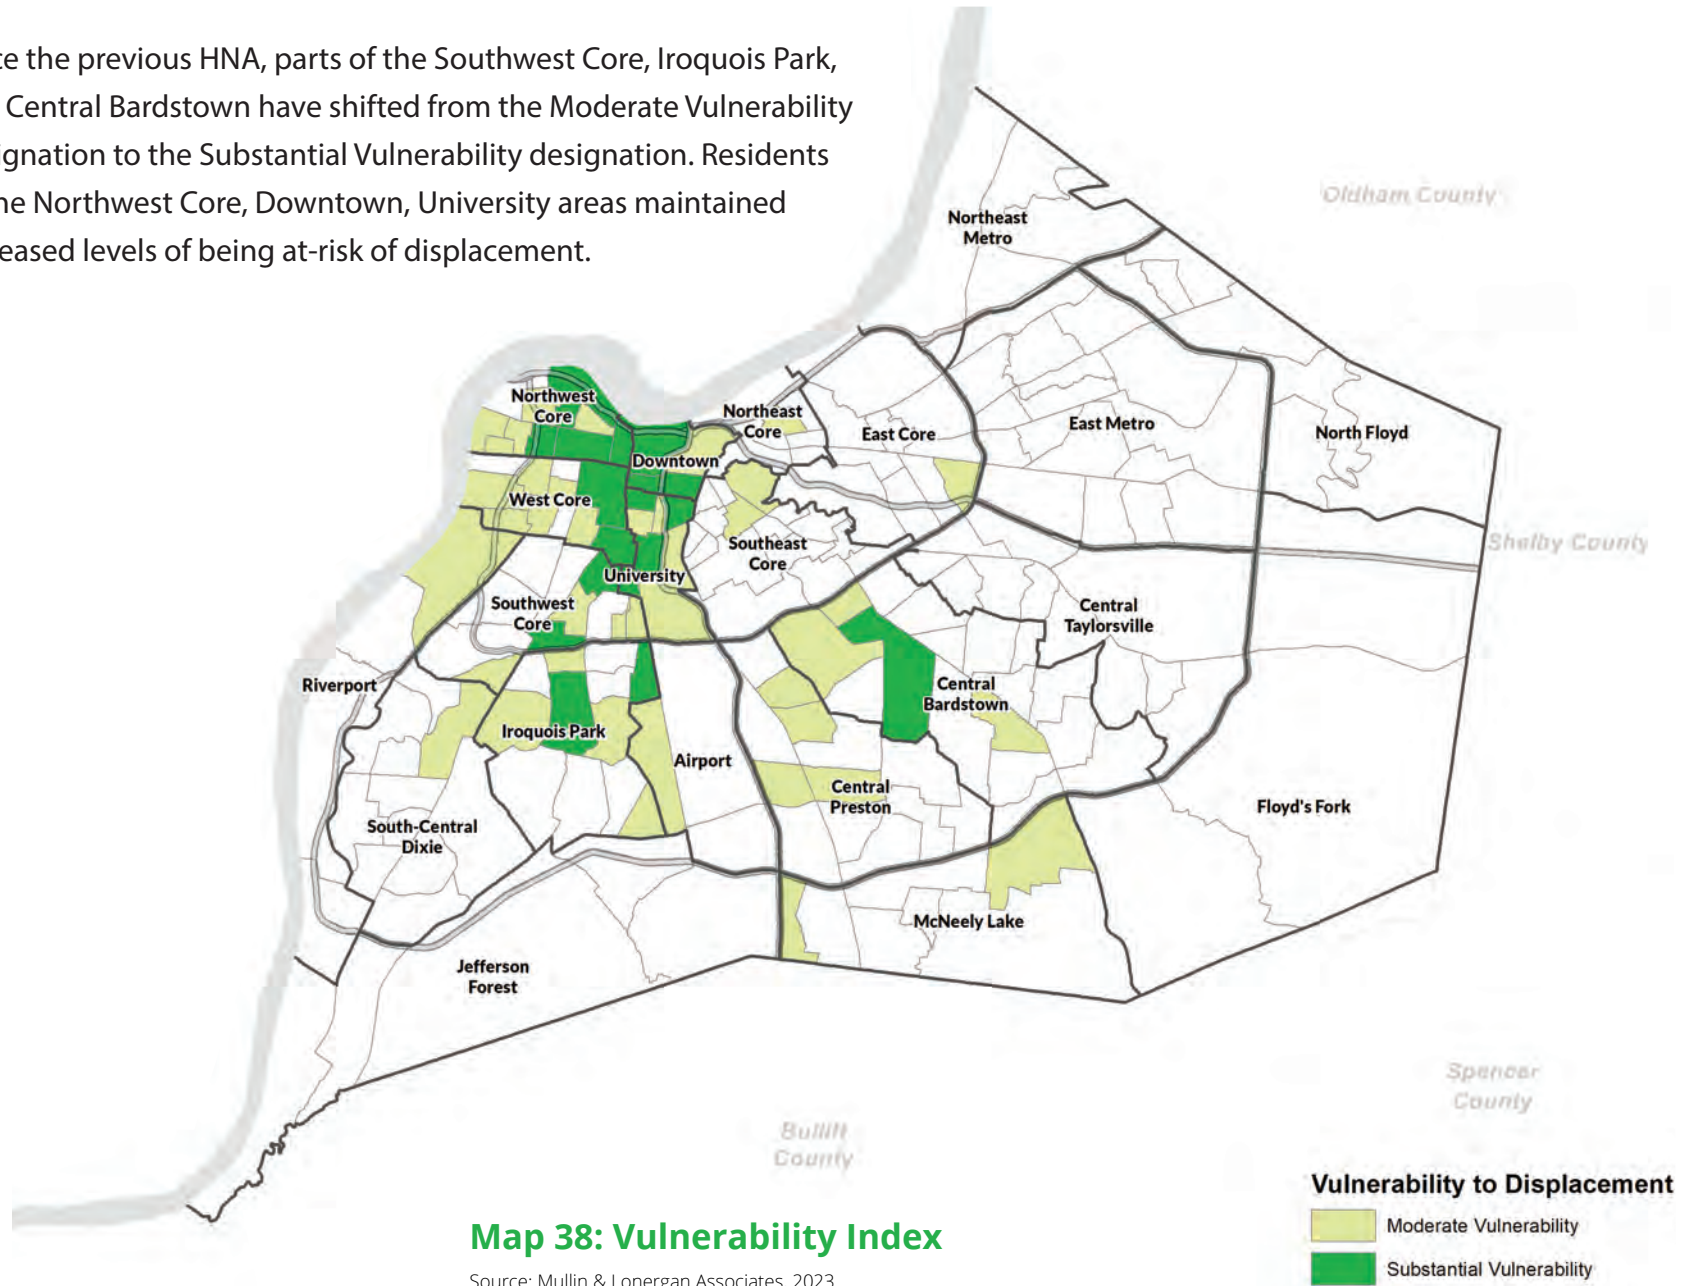 the previous HNA, parts of the Southwest Core, Iroquois Park,
Central Bardstown have shifted from the Moderate Vulnerability
to the Substantial Vulnerability designation. Residents
Northwest Core, Downtown, University areas maintained
levels of being at-risk of displacement.
Oldham County
Northeast
Metro
Northwest
Core
Northeast
Core
East Core
East Metro
North Floyd
Downtown
West Core
Southeast
Core
Shelby County
University
Southwest
Core
Central
Taylorsville
Riverport
Central
Bardstown
Iroquois Park
Airport
Central
Preston
Floyd's Fork
South-Central
Dixie
McNeely Lake
Jefferson
Forest
Spencer
County
Bullitt
County
Vulnerability to Displacement
Moderate Vulnerability
Substantial Vulnerability
Map 38: Vulnerability Index
Source: Mullin & Lonergan Associates, 2023